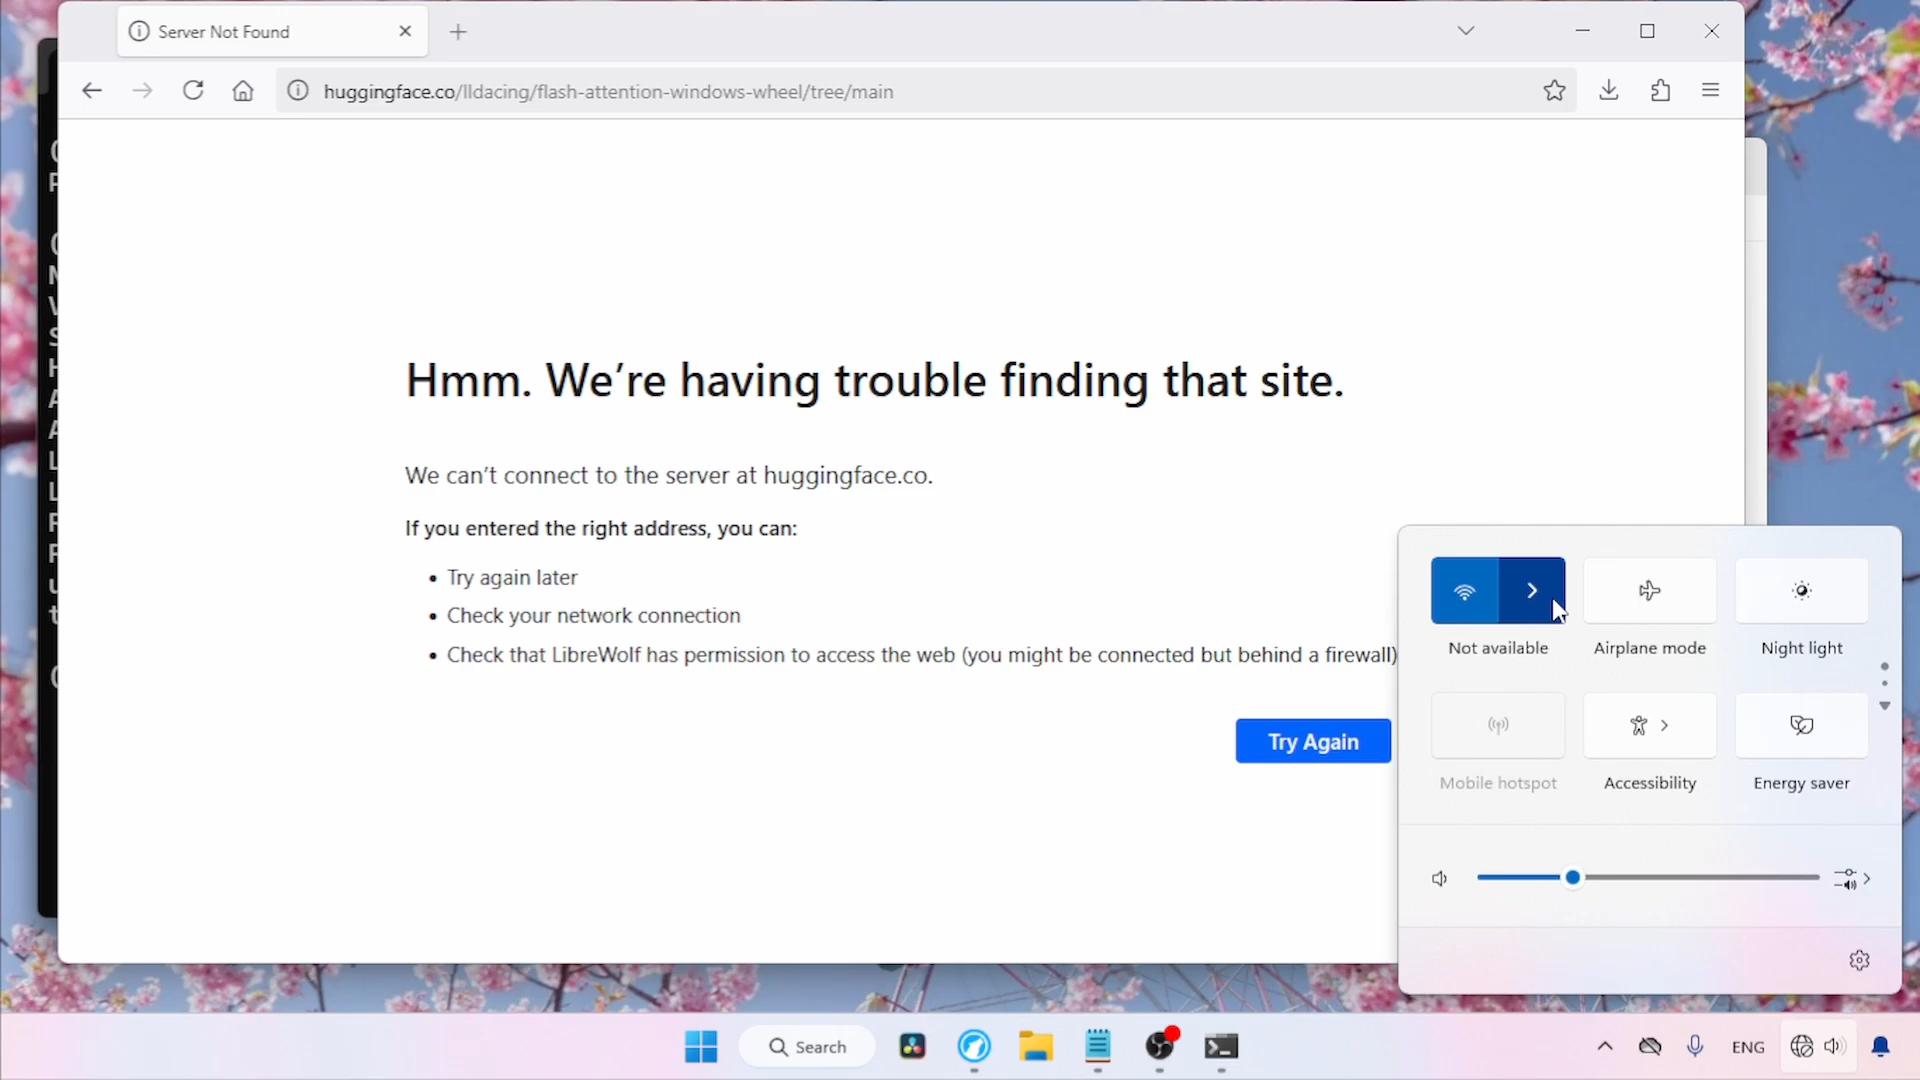 Server Not Found
huggingface.co/lldacing/flash-attention-windows-wheel/tree/main
Hmm. We're having trouble finding that site.
We can't connect to the server at huggingface.co.
If you entered the right address, you can:
• Try again later
• Check your network connection
• Check that LibreWolf has permission to access the web (you might be connected but behind a firewall)
Try Again
Not available
Airplane mode
Night light
Mobile hotspot
Accessibility
Energy saver
Search
ENG